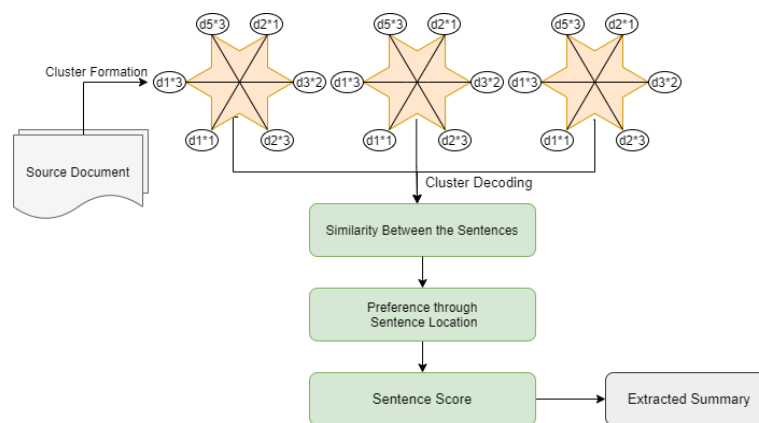 d5*3 d2*1 d5*3 d2*1 d5*3 d2*1
Cluster Formation
d1*3 d3*2 d1*3 d3*2 d1*3 d3*2
d1*1 d2*3 d1*1 d2*3 d1*1 d2*3
Source Document
Cluster Decoding
Similarity Between the Sentences
Preference through
Sentence Location
Sentence Score
Extracted Summary